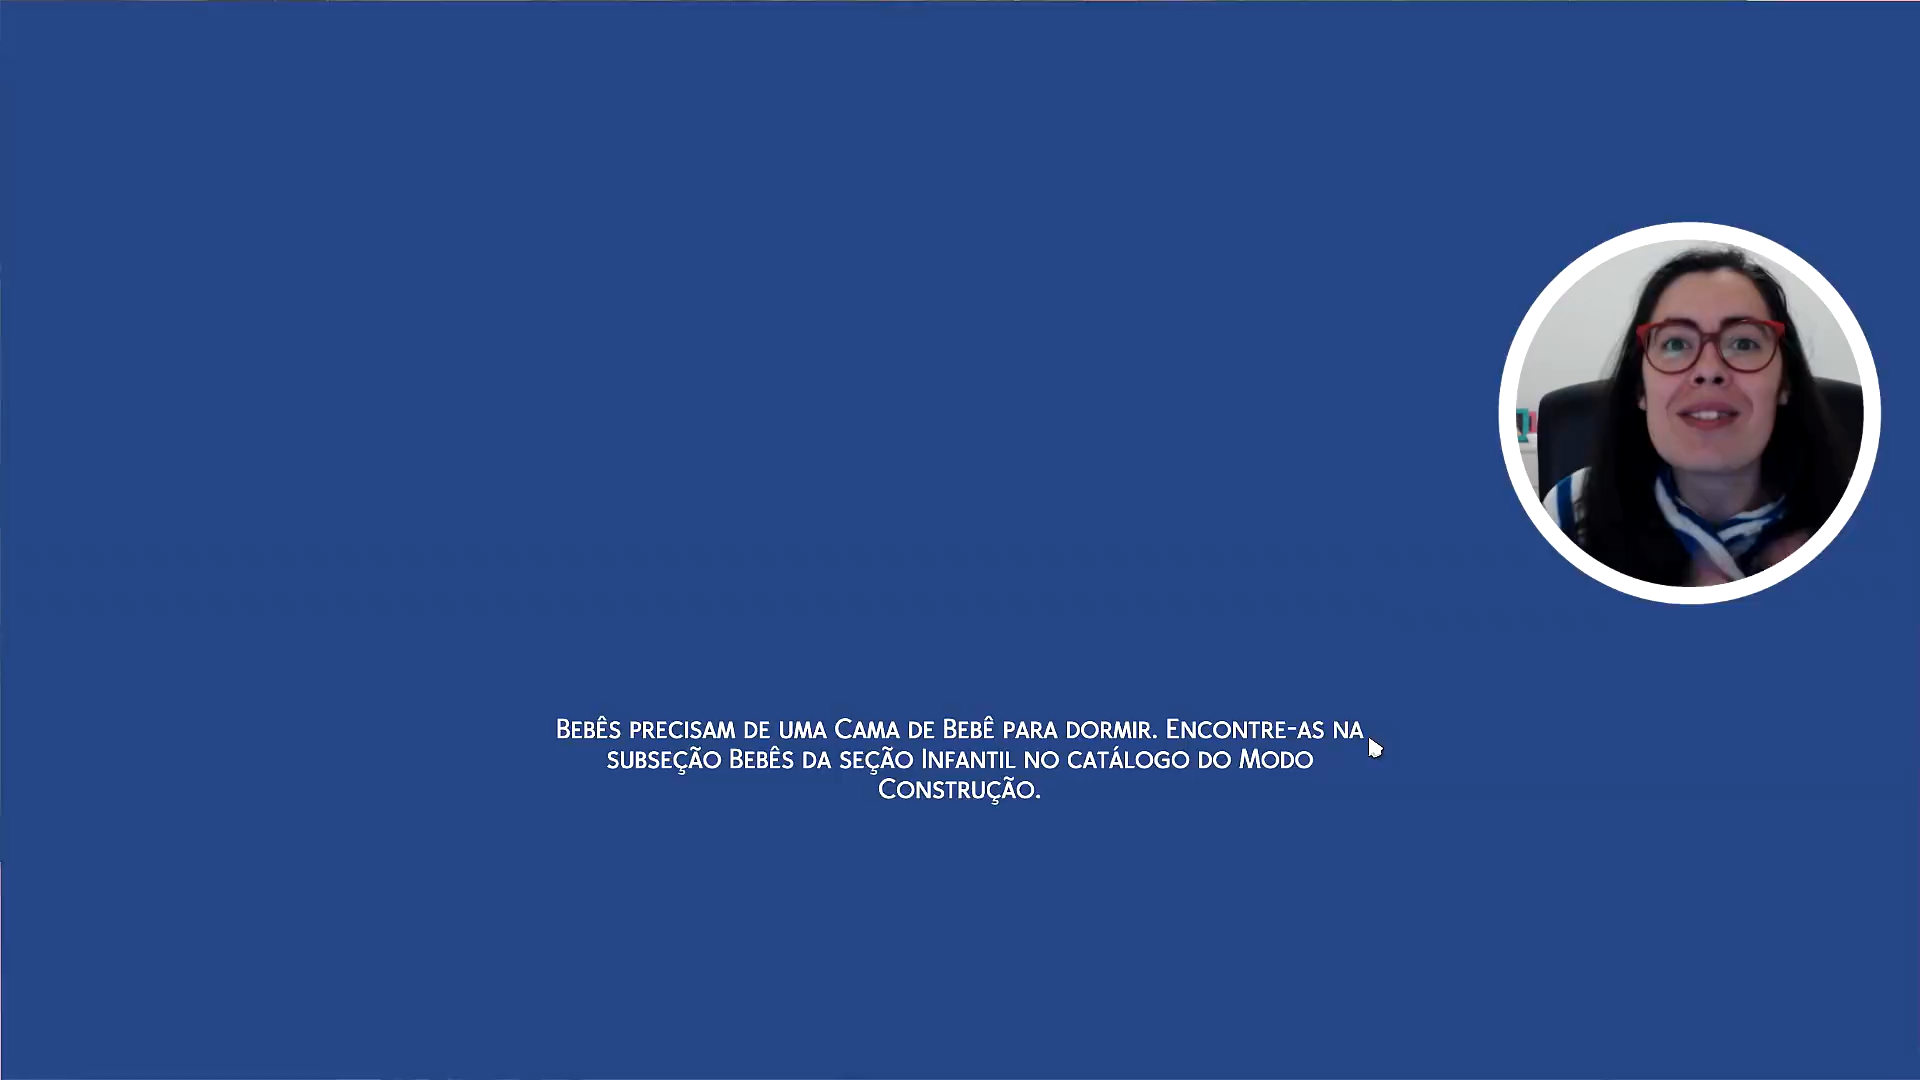 Bebês precisam de uma Cama de Bebê para dormir. Encontre-as na
subseção Bebês da seção Infantil no catálogo do Modo
Construção.